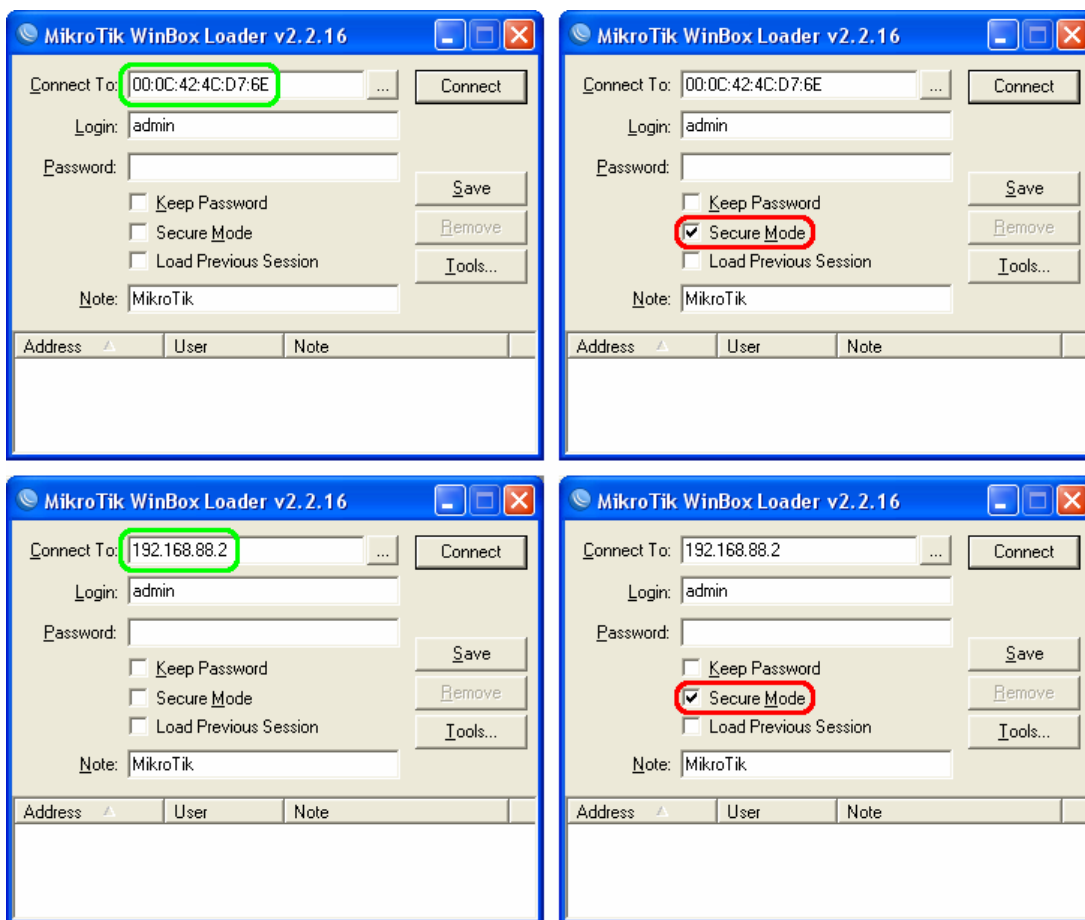 MikroTik WinBox Loader v2.2.16
Connect To: 00:0C:42:4C:D7:6E ... Connect
Login: admin
Password:
Keep Password Save
Secure Mode Remove
Load Previous Session Tools...
Note: MikroTik
Address User Note
MikroTik WinBox Loader v2.2.16
Connect To: 00:0C:42:4C:D7:6E ... Connect
Login: admin
Password:
Keep Password Save
Secure Mode Remove
Load Previous Session Tools...
Note: MikroTik
Address User Note
MikroTik WinBox Loader v2.2.16
Connect To: 192.168.88.2 ... Connect
Login: admin
Password:
Keep Password Save
Secure Mode Remove
Load Previous Session Tools...
Note: MikroTik
Address User Note
MikroTik WinBox Loader v2.2.16
Connect To: 192.168.88.2 ... Connect
Login: admin
Password:
Keep Password Save
Secure Mode Remove
Load Previous Session Tools...
Note: MikroTik
Address User Note